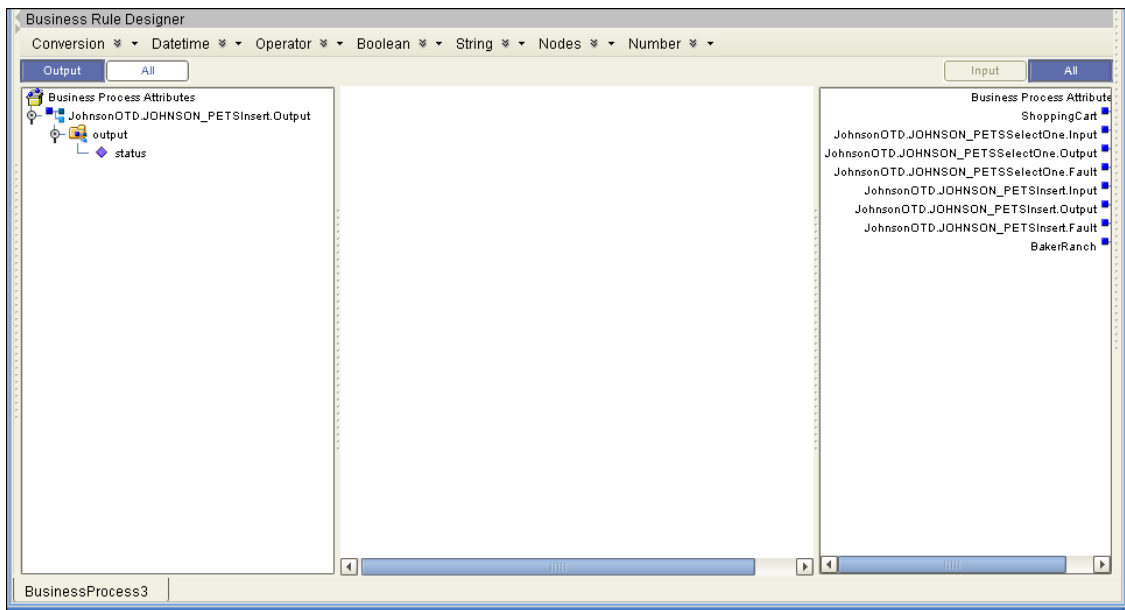 Business Rule Designer
Conversion Datetime Operator Boolean String Nodes Number
Output All Input All
Business Process Attributes
JohnsonOTD.JOHNSON_PETSInsert.Output
output
status
Business Process Attribute
ShoppingCart
JohnsonOTD.JOHNSON_PETSSelectOne.Input
JohnsonOTD.JOHNSON_PETSSelectOne.Output
JohnsonOTD.JOHNSON_PETSSelectOne.Fault
JohnsonOTD.JOHNSON_PETSInsert.Input
JohnsonOTD.JOHNSON_PETSInsert.Output
JohnsonOTD.JOHNSON_PETSInsert.Fault
BakerRanch
BusinessProcess3